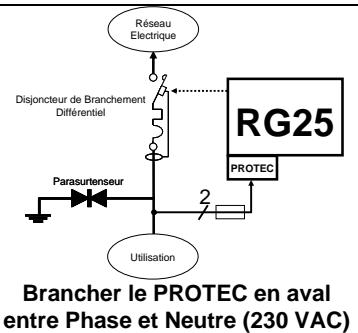 Réseau
Electrique
Disjoncteur de Branchement
Différentiel
RG25
PROTEC
Parasurtenseur
2
Utilisation
Brancher le PROTEC en aval
entre Phase et Neutre (230 VAC)